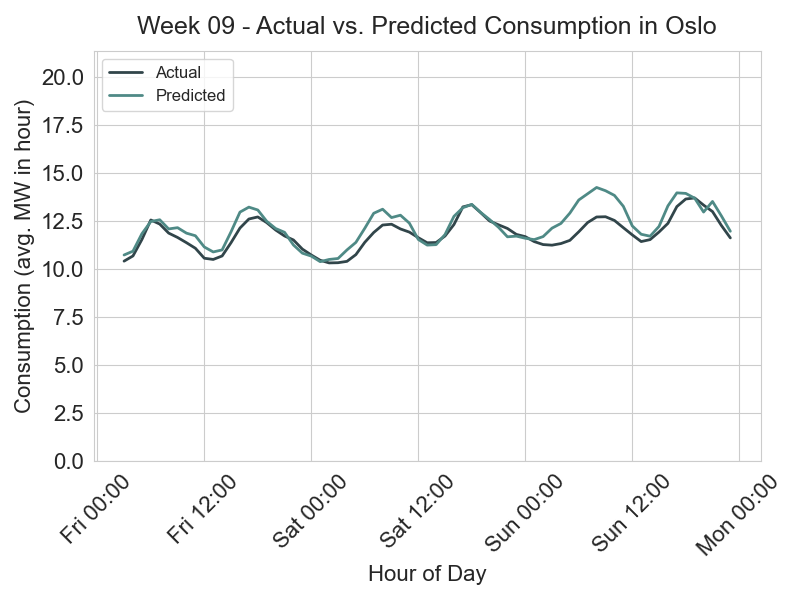 Week 09 - Actual vs. Predicted Consumption in Oslo
Actual
Predicted
20.0
17.5
15.0
12.5
10.0
7.5
5.0
2.5
0.0
Consumption (avg. MW in hour)
Fri 00:00
Fri 12:00
Sat 00:00
Sat 12:00
Sun 00:00
Sun 12:00
Mon 00:00
Hour of Day